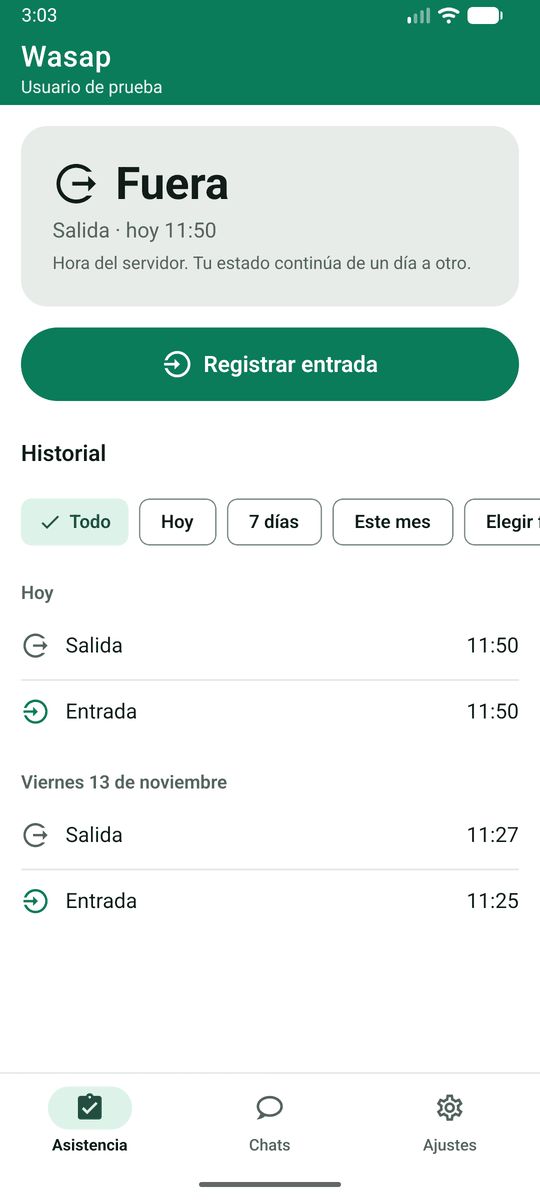 3:03
Wasap
Usuario de prueba
Fuera
Salida · hoy 11:50
Hora del servidor. Tu estado continúa de un día a otro.
Registrar entrada
Historial
Todo
Hoy
7 días
Este mes
Elegir
Hoy
Salida
11:50
Entrada
11:50
Viernes 13 de noviembre
Salida
11:27
Entrada
11:25
Asistencia
Chats
Ajustes